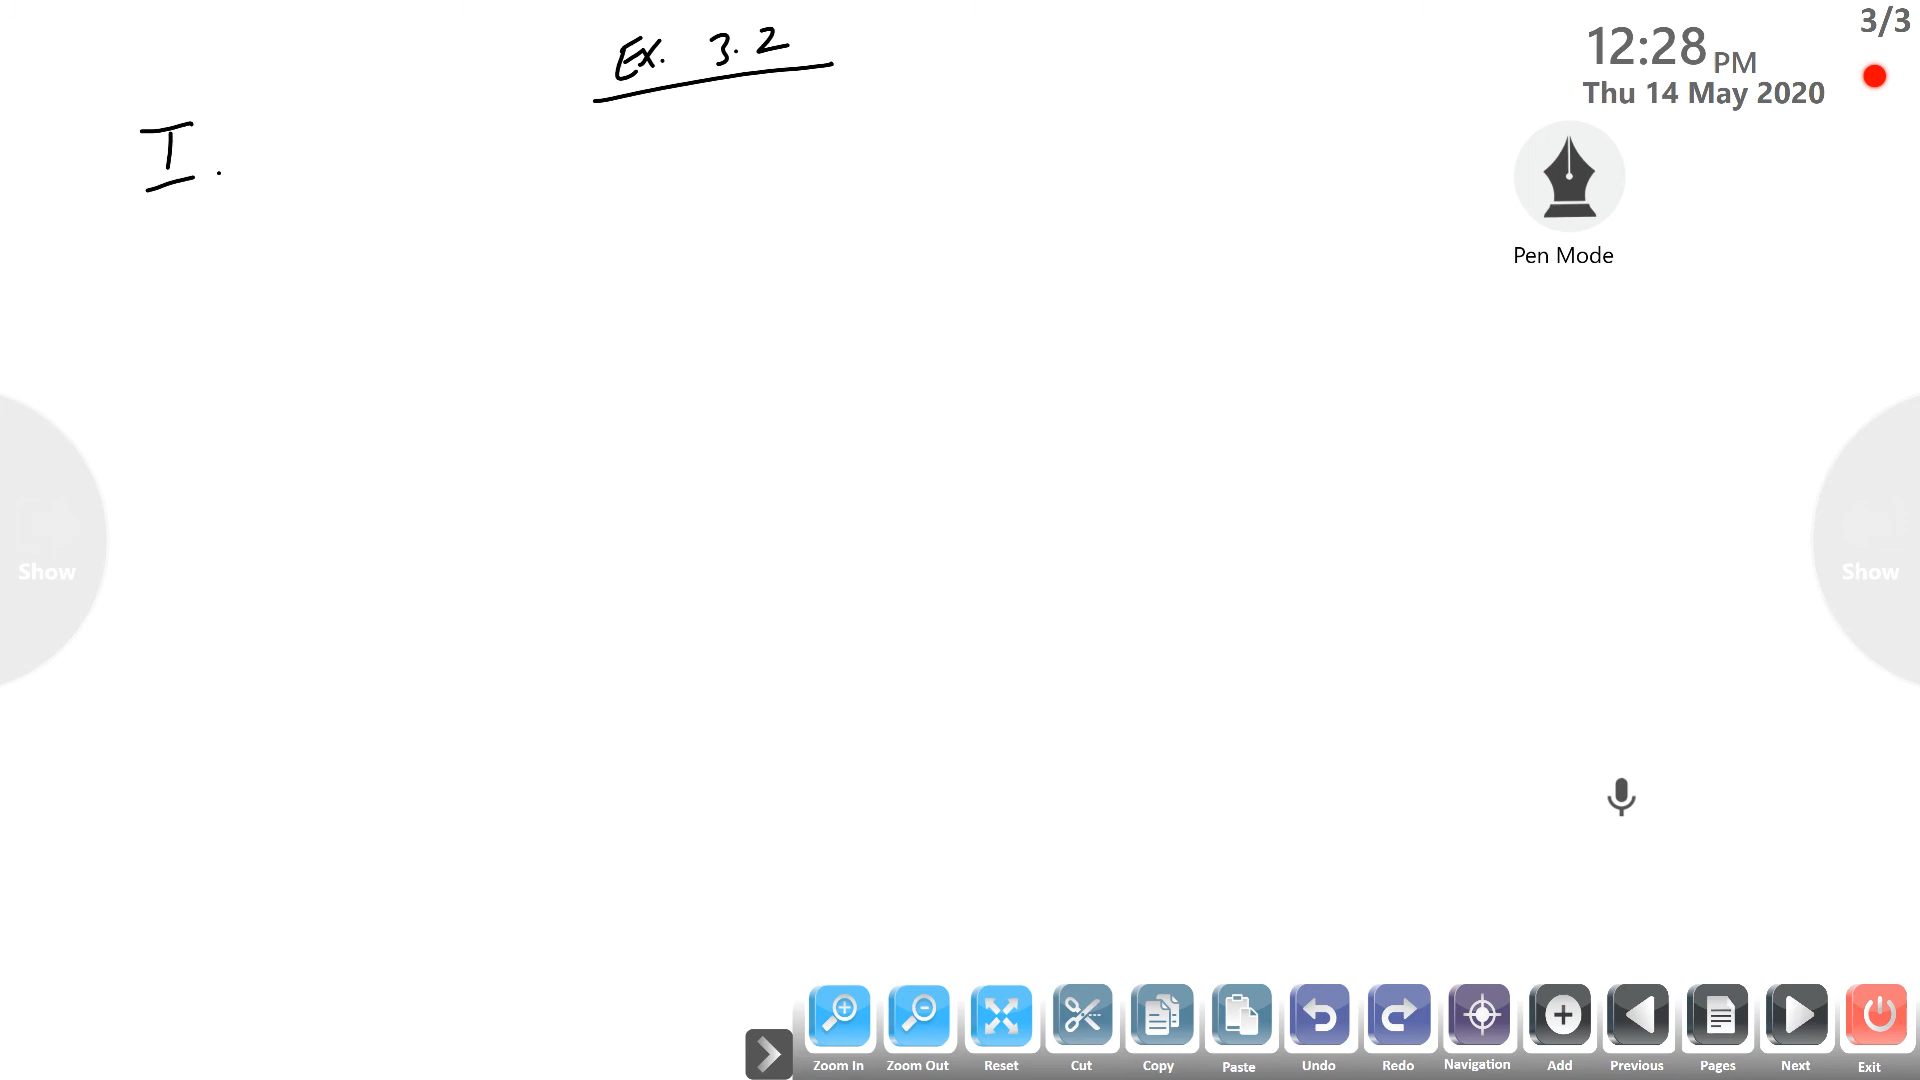 Ex. 3.2
3/3
12:28 PM
Thu 14 May 2020
I.
Pen Mode
Show
Show
Zoom In
Zoom Out
Reset
Cut
Copy
Paste
Undo
Redo
Navigation
Add
Previous
Pages
Next
Exit